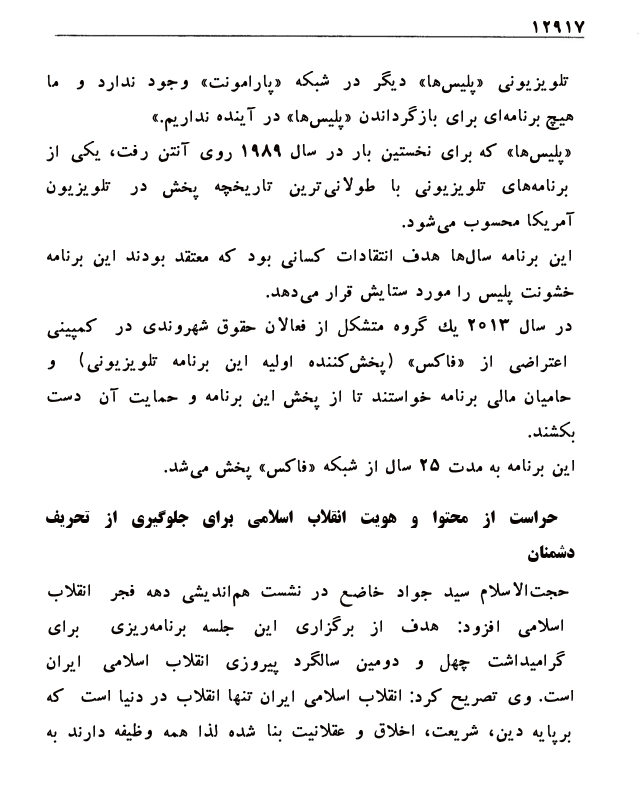 ۱۲۹۱۷
تلویزیونی «پلیس‌ها» دیگر در شبکه «پارامونت» وجود ندارد و ما
هیچ برنامه‌ای برای بازگرداندن «پلیس‌ها» در آینده نداریم.»
«پلیس‌ها» که برای نخستین بار در سال ۱۹۸۹ روی آنتن رفت، یکی از
برنامه‌های تلویزیونی با طولانی‌ترین تاریخچه پخش در تلویزیون
آمریکا محسوب می‌شود.
این برنامه سال‌ها هدف انتقادات کسانی بود که معتقد بودند این برنامه
خشونت پلیس را مورد ستایش قرار می‌دهد.
در سال ۲۰۱۳ یك گروه متشکل از فعالان حقوق شهروندی در کمپینی
اعتراضی از «فاکس» (پخش‌کننده اولیه این برنامه تلویزیونی) و
حامیان مالی برنامه خواستند تا از پخش این برنامه و حمایت آن دست
بکشند.
این برنامه به مدت ۲۵ سال از شبکه «فاکس» پخش می‌شد.
حراست از محتوا و هویت انقلاب اسلامی برای جلوگیری از تحریف
دشمنان
حجت‌الاسلام سید جواد خاضع در نشست هم‌اندیشی دهه فجر انقلاب
اسلامی افزود: هدف از برگزاری این جلسه برنامه‌ریزی برای
گرامیداشت چهل و دومین سالگرد پیروزی انقلاب اسلامی ایران
است. وی تصریح کرد: انقلاب اسلامی ایران تنها انقلاب در دنیا است که
برپایه دین، شریعت، اخلاق و عقلانیت بنا شده لذا همه وظیفه دارند به